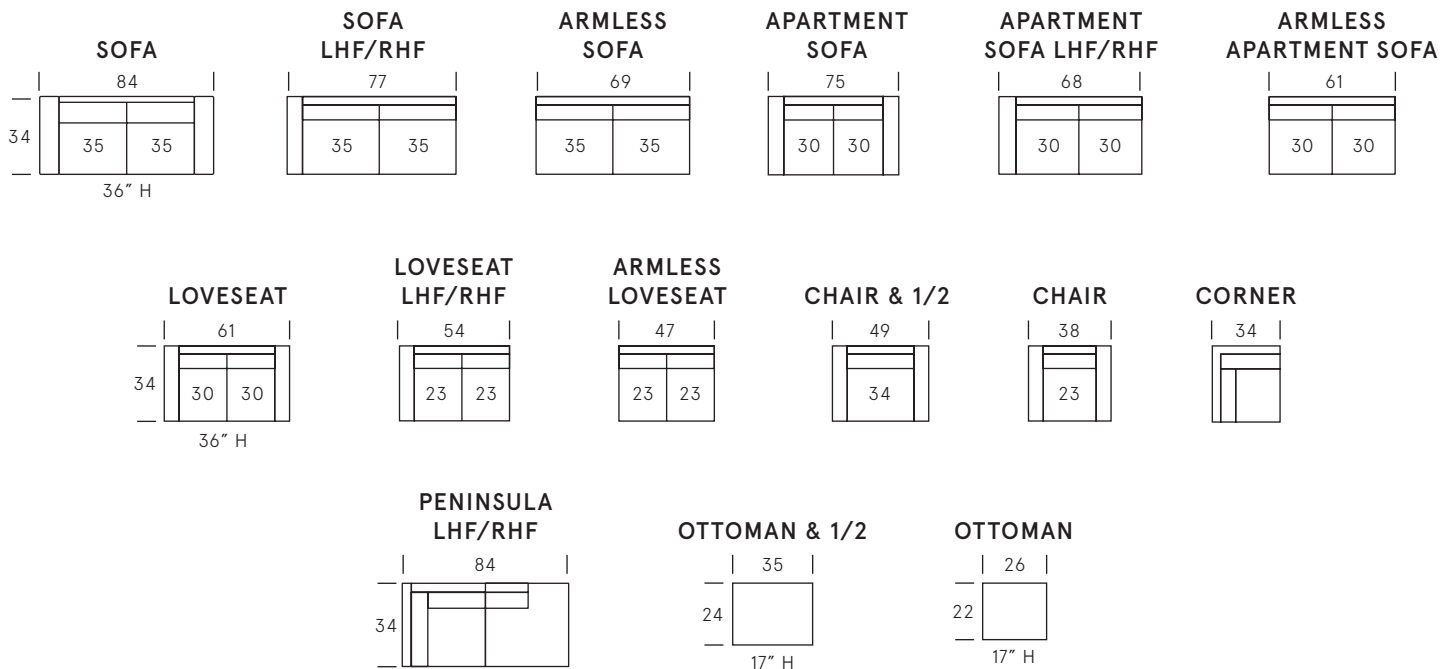 SOFA
SOFA
LHF/RHF
ARMLESS
SOFA
APARTMENT
SOFA
APARTMENT
SOFA LHF/RHF
ARMLESS
APARTMENT SOFA
84
77
69
75
68
61
34
35 35
35 35
35 35
30 30
30 30
30 30
36″ H
LOVESEAT
LOVESEAT
LHF/RHF
ARMLESS
LOVESEAT
CHAIR & 1/2
CHAIR
CORNER
61
54
47
49
38
34
34
30 30
23 23
23 23
34
23
36″ H
PENINSULA
LHF/RHF
OTTOMAN & 1/2
OTTOMAN
84
35
26
34
24
22
17″ H
17″ H